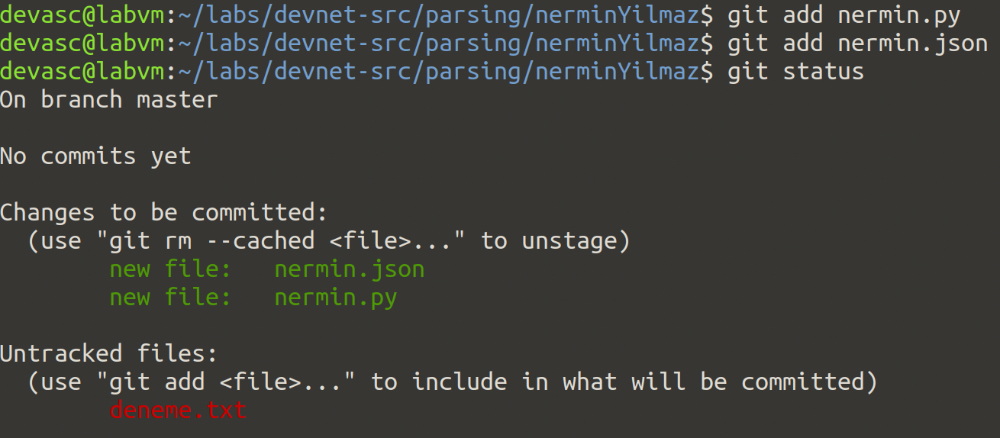 devasc@labvm:~/labs/devnet-src/parsing/nerminYilmaz$ git add nermin.py
devasc@labvm:~/labs/devnet-src/parsing/nerminYilmaz$ git add nermin.json
devasc@labvm:~/labs/devnet-src/parsing/nerminYilmaz$ git status
On branch master

No commits yet

Changes to be committed:
  (use "git rm --cached <file>..." to unstage)
        new file:   nermin.json
        new file:   nermin.py

Untracked files:
  (use "git add <file>..." to include in what will be committed)
        deneme.txt